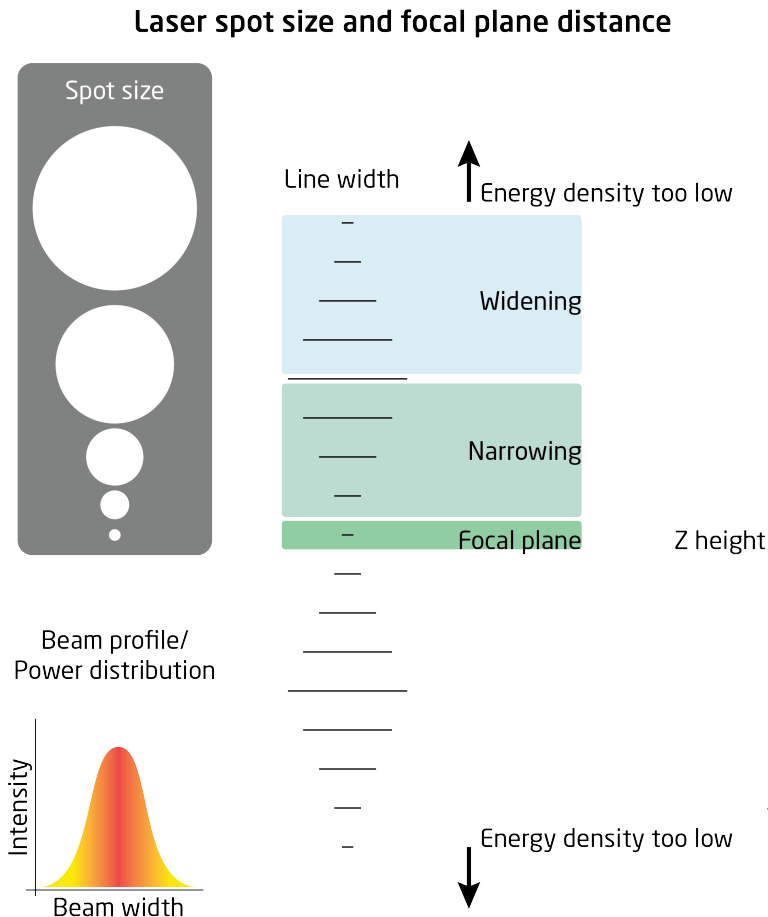 Laser spot size and focal plane distance
Spot size
Line width
Energy density too low
Widening
Narrowing
Focal plane
Z height
Beam profile/
Power distribution
Intensity
Beam width
Energy density too low